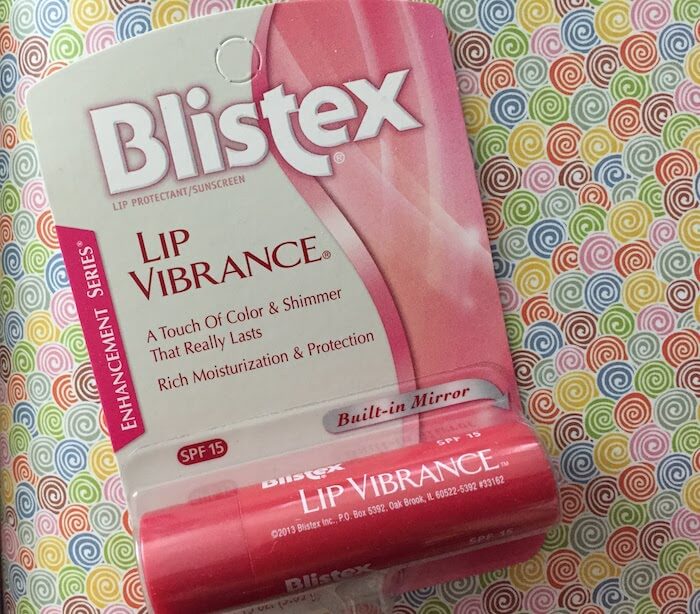 Blistex®
LIP PROTECTANT/SUNSCREEN
ENHANCEMENT SERIES®
LIP
VIBRANCE®
A Touch Of Color & Shimmer
That Really Lasts
Rich Moisturization & Protection
Built-in Mirror
SPF 15
SPF 15
Blistex
LIP VIBRANCE™
©2013 Blistex Inc., P.O. Box 5392, Oak Brook, IL 60522-5392 #33162
SPF 15
Blistex